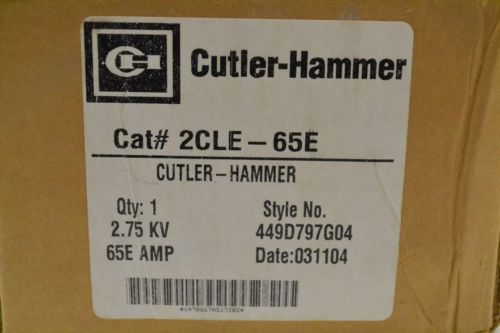 Cutler-Hammer
Cat# 2CLE-65E
CUTLER-HAMMER
Qty: 1 Style No.
2.75 KV 449D797G04
65E AMP Date:031104